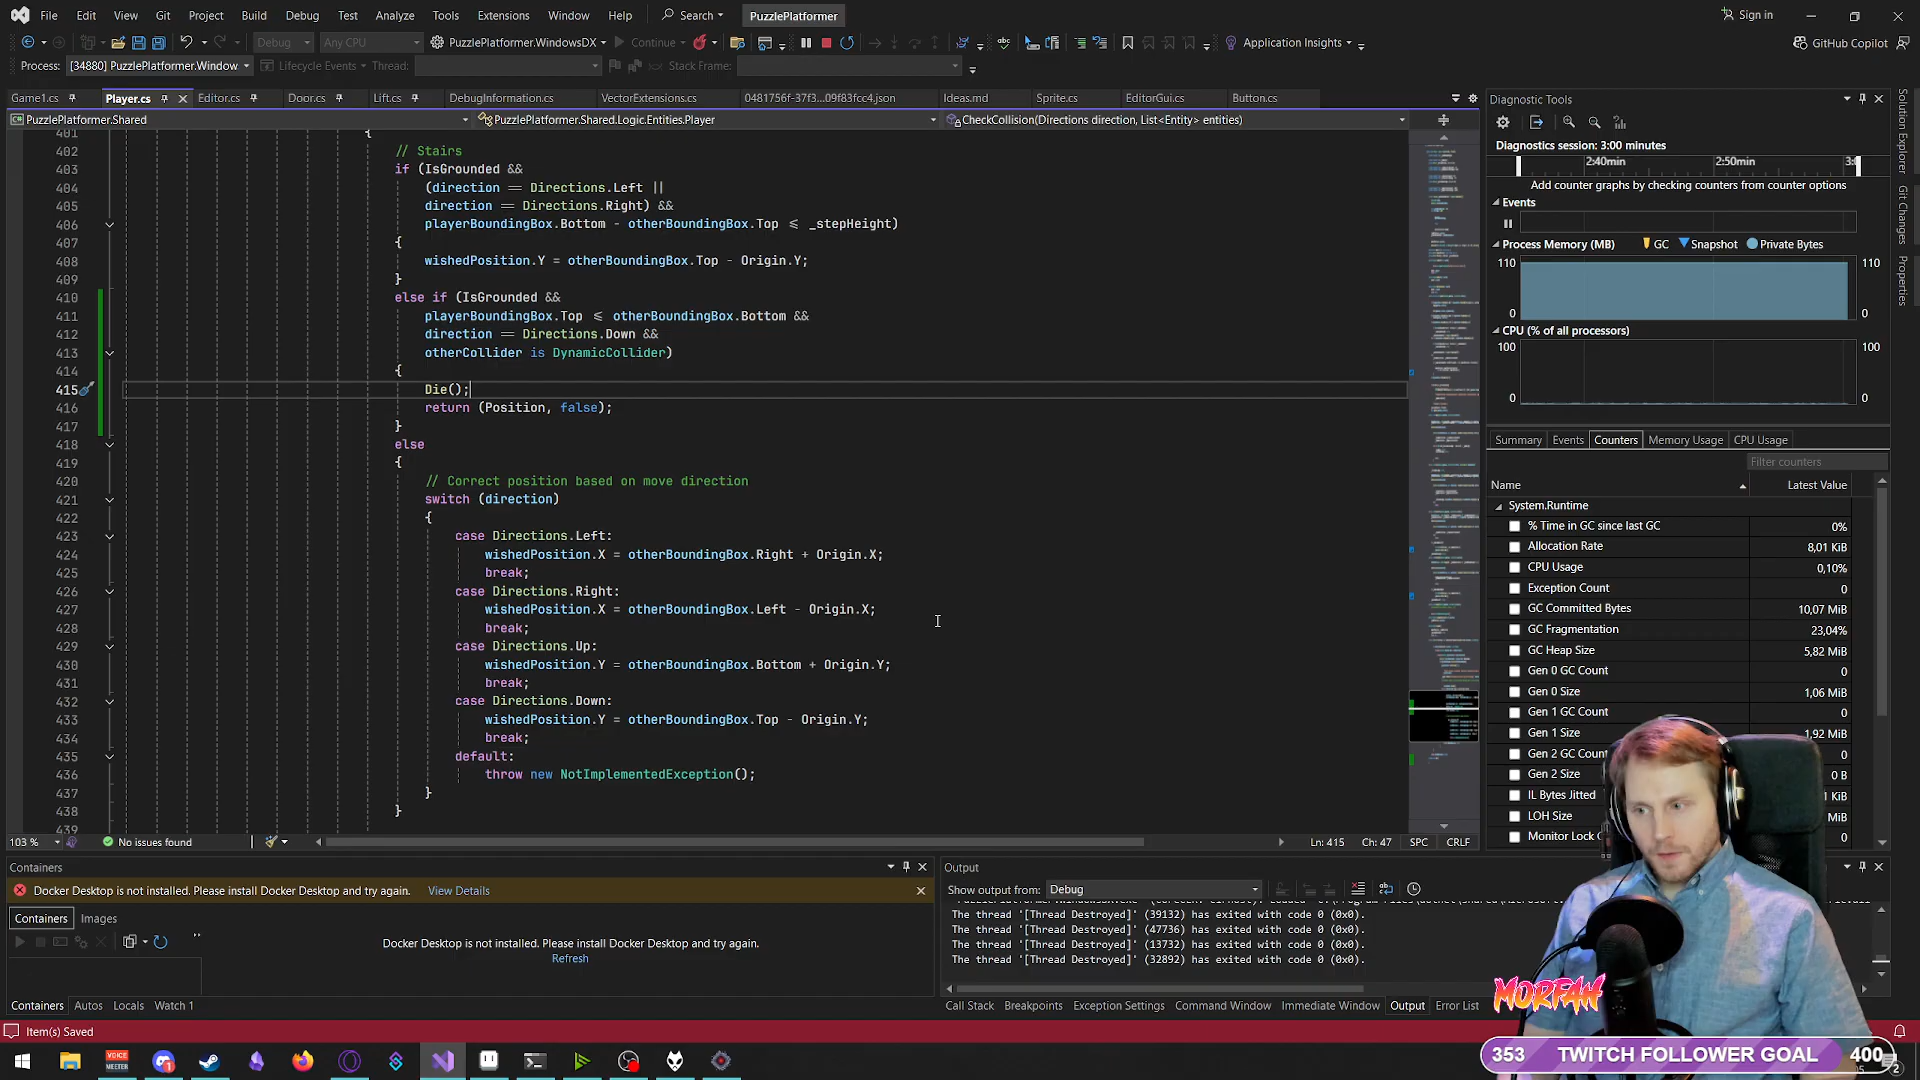 File Edit View Git Project Build Debug Test Analyze Tools Extensions Window Help Search PuzzlePlatformer Sign in
Debug Any CPU PuzzlePlatformer.WindowsDX Continue Application Insights GitHub Copilot
Process: [34880] PuzzlePlatformer.Window Lifecycle Events Thread: Stack Frame:
Game1.cs Player.cs Editor.cs Door.cs Lift.cs DebugInformation.cs VectorExtensions.cs 0481756f-37f3...09f83fcc4.json Ideas.md Sprite.cs EditorGui.cs Button.cs
PuzzlePlatformer.Shared PuzzlePlatformer.Shared.Logic.Entities.Player CheckCollision(Directions direction, List<Entity> entities)
401 {
402 // Stairs
403 if (IsGrounded &&
404 (direction == Directions.Left ||
405 direction == Directions.Right) &&
406 playerBoundingBox.Bottom - otherBoundingBox.Top <= _stepHeight)
407 {
408 wishedPosition.Y = otherBoundingBox.Top - Origin.Y;
409 }
410 else if (IsGrounded &&
411 playerBoundingBox.Top <= otherBoundingBox.Bottom &&
412 direction == Directions.Down &&
413 otherCollider is DynamicCollider)
414 {
415 Die();
416 return (Position, false);
417 }
418 else
419 {
420 // Correct position based on move direction
421 switch (direction)
422 {
423 case Directions.Left:
424 wishedPosition.X = otherBoundingBox.Right + Origin.X;
425 break;
426 case Directions.Right:
427 wishedPosition.X = otherBoundingBox.Left - Origin.X;
428 break;
429 case Directions.Up:
430 wishedPosition.Y = otherBoundingBox.Bottom + Origin.Y;
431 break;
432 case Directions.Down:
433 wishedPosition.Y = otherBoundingBox.Top - Origin.Y;
434 break;
435 default:
436 throw new NotImplementedException();
437 }
438 }
439
103 % No issues found Ln: 415 Ch: 47 SPC CRLF
Diagnostic Tools
Diagnostics session: 3:00 minutes
2:40min 2:50min
Add counter graphs by checking counters from counter options
Events
Process Memory (MB) GC Snapshot Private Bytes
110 110
0 0
CPU (% of all processors)
100 100
0 0
Summary Events Counters Memory Usage CPU Usage
Filter counters
Name Latest Value
System.Runtime
% Time in GC since last GC 0%
Allocation Rate 8,01 KiB
CPU Usage 0,10%
Exception Count 0
GC Committed Bytes 10,07 MiB
GC Fragmentation 23,04%
GC Heap Size 5,82 MiB
Gen 0 GC Count 0
Gen 0 Size 1,06 MiB
Gen 1 GC Count 0
Gen 1 Size 1,92 MiB
Gen 2 GC Coun 0
Gen 2 Size 0 B
IL Bytes Jitted KiB
LOH Size MiB
Monitor Lock 0
Solution Explorer
Git Changes
Properties
Containers
Docker Desktop is not installed. Please install Docker Desktop and try again. View Details
Containers Images
Docker Desktop is not installed. Please install Docker Desktop and try again.
Refresh
Containers Autos Locals Watch 1
Output
Show output from: Debug
The thread '[Thread Destroyed]' (39132) has exited with code 0 (0x0).
The thread '[Thread Destroyed]' (47736) has exited with code 0 (0x0).
The thread '[Thread Destroyed]' (13732) has exited with code 0 (0x0).
The thread '[Thread Destroyed]' (32892) has exited with code 0 (0x0).
Call Stack Breakpoints Exception Settings Command Window Immediate Window Output Error List
Item(s) Saved
VOICE MEETER
MORFAH
353 TWITCH FOLLOWER GOAL 400